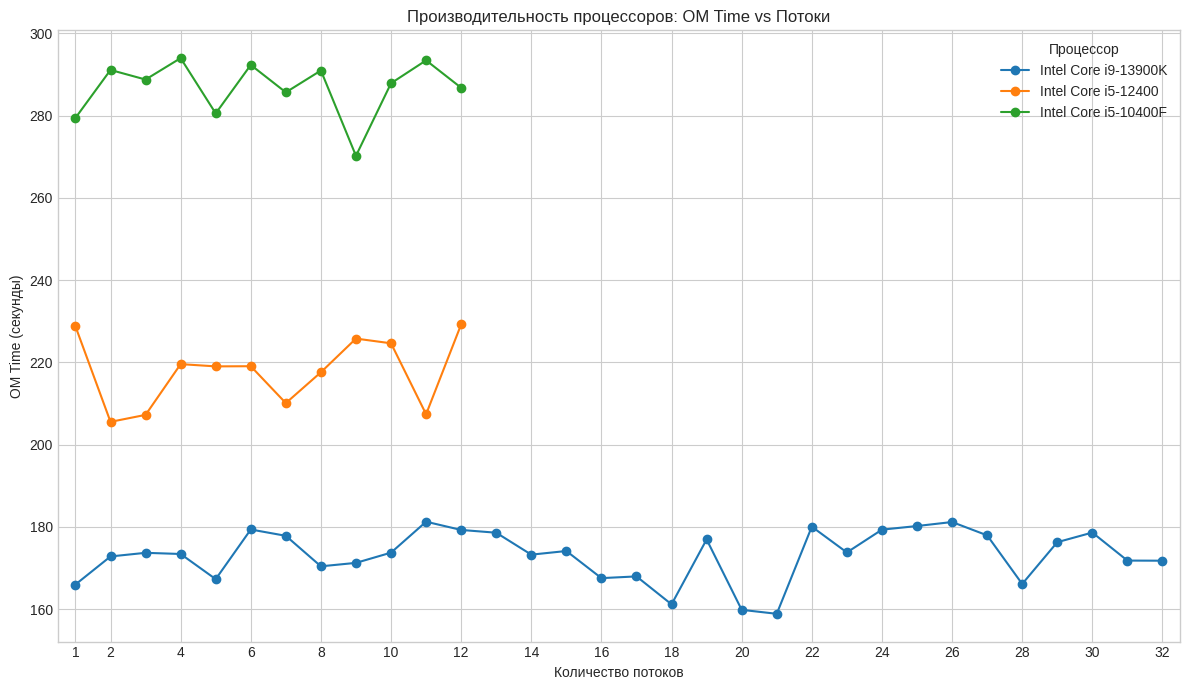 Производительность процессоров: OM Time vs Потоки
Процессор
Intel Core i9-13900K
Intel Core i5-12400
Intel Core i5-10400F
OM Time (секунды)
300
280
260
240
220
200
180
160
1 2 4 6 8 10 12 14 16 18 20 22 24 26 28 30 32
Количество потоков